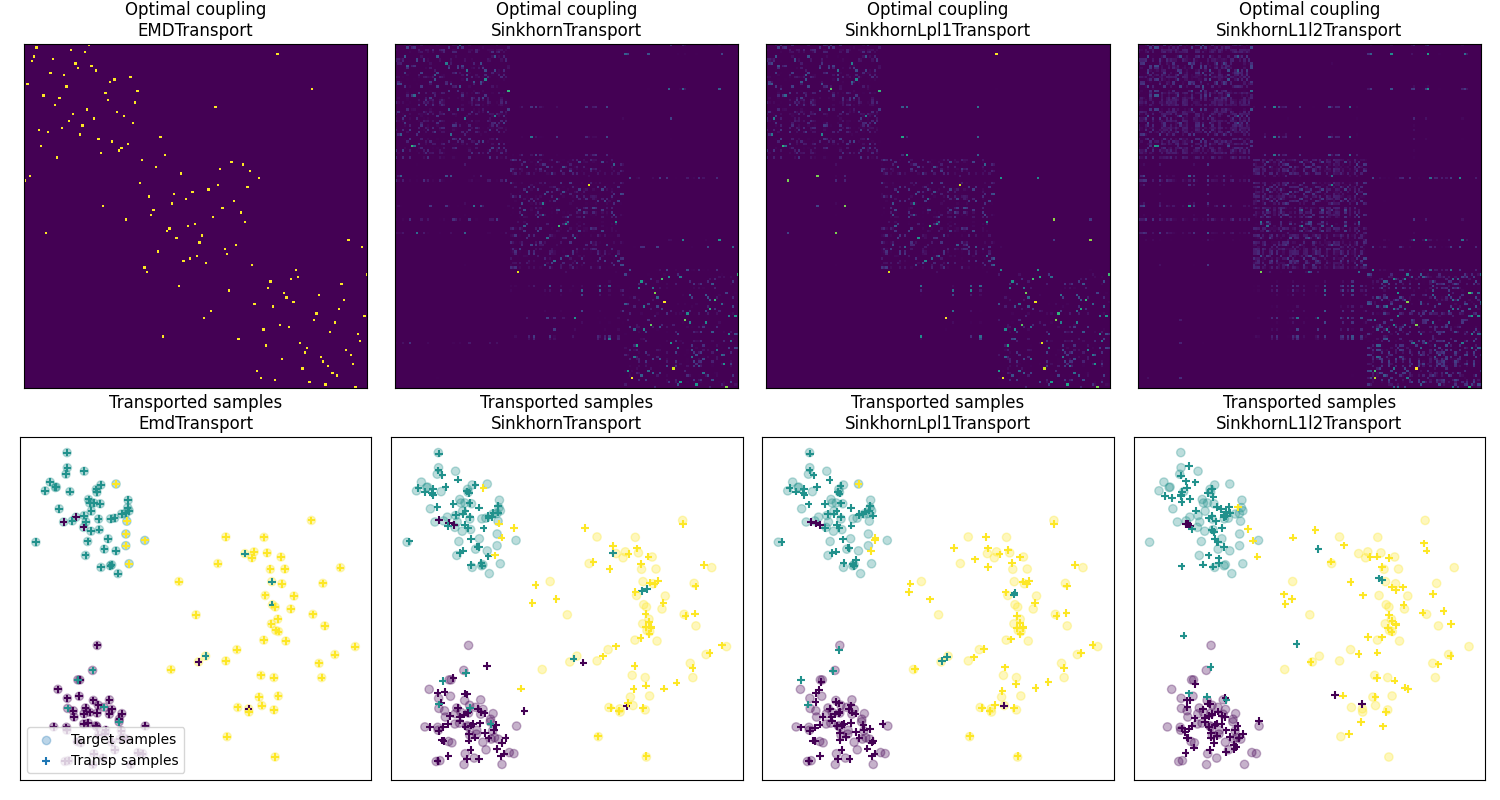 Optimal coupling
EMDTransport
Optimal coupling
SinkhornTransport
Optimal coupling
SinkhornLpl1Transport
Optimal coupling
SinkhornL1l2Transport
Transported samples
EmdTransport
Transported samples
SinkhornTransport
Transported samples
SinkhornLpl1Transport
Transported samples
SinkhornL1l2Transport
Target samples
Transp samples